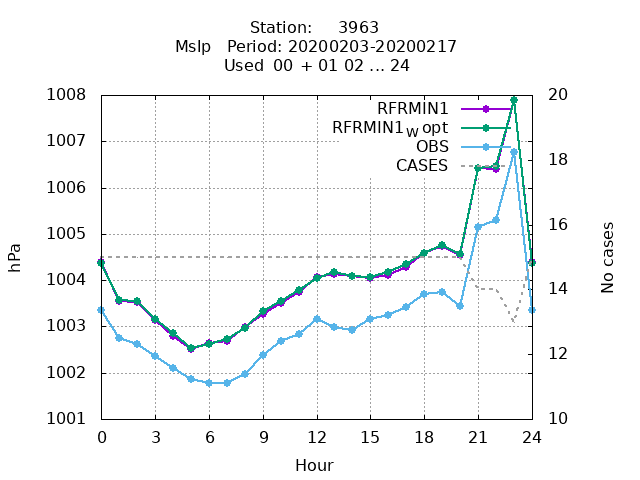 Station: 3963
Mslp Period: 20200203-20200217
Used 00 + 01 02 ... 24
1008
1007
1006
1005
1004
1003
1002
1001
hPa
20
18
16
14
12
10
No cases
RFRMIN1
RFRMIN1w opt
OBS
CASES
0 3 6 9 12 15 18 21 24
Hour